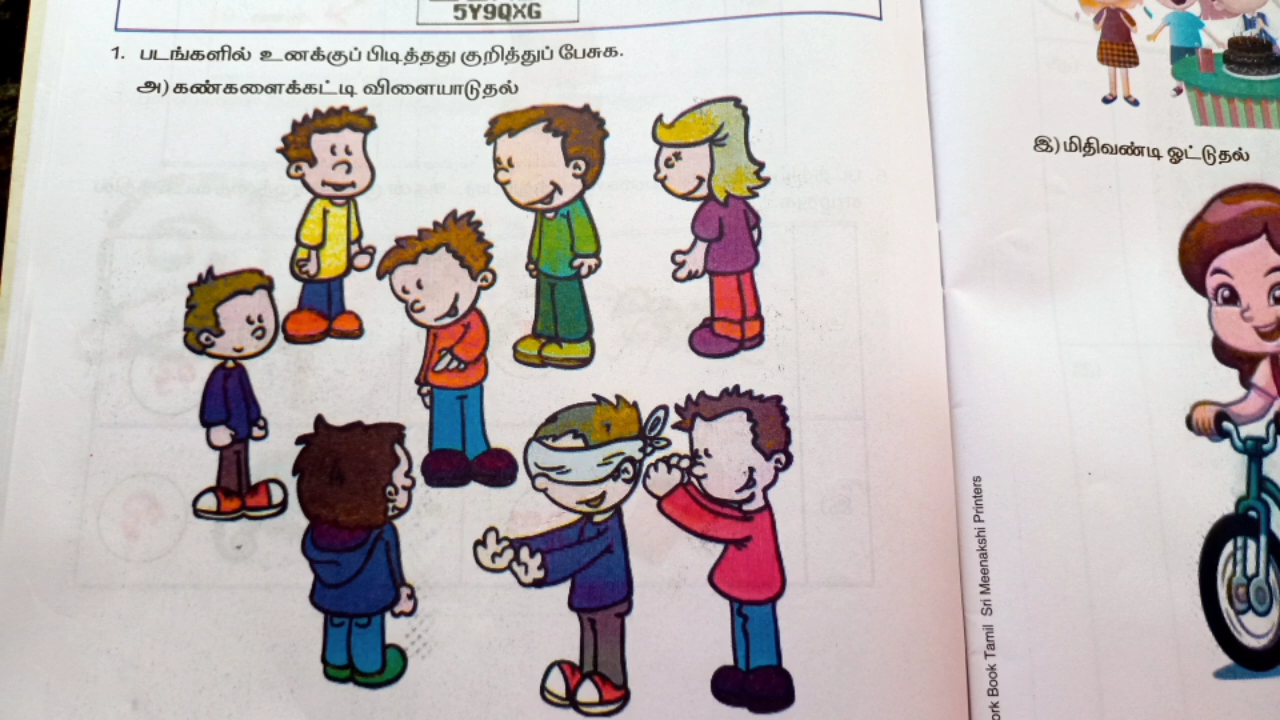 5Y9QXG
1. படங்களில் உனக்குப் பிடித்தது குறித்துப் பேசுக.
அ) கண்களைக்கட்டி விளையாடுதல்
இ) மிதிவண்டி ஓட்டுதல்
ork Book Tamil Sri Meenakshi Printers